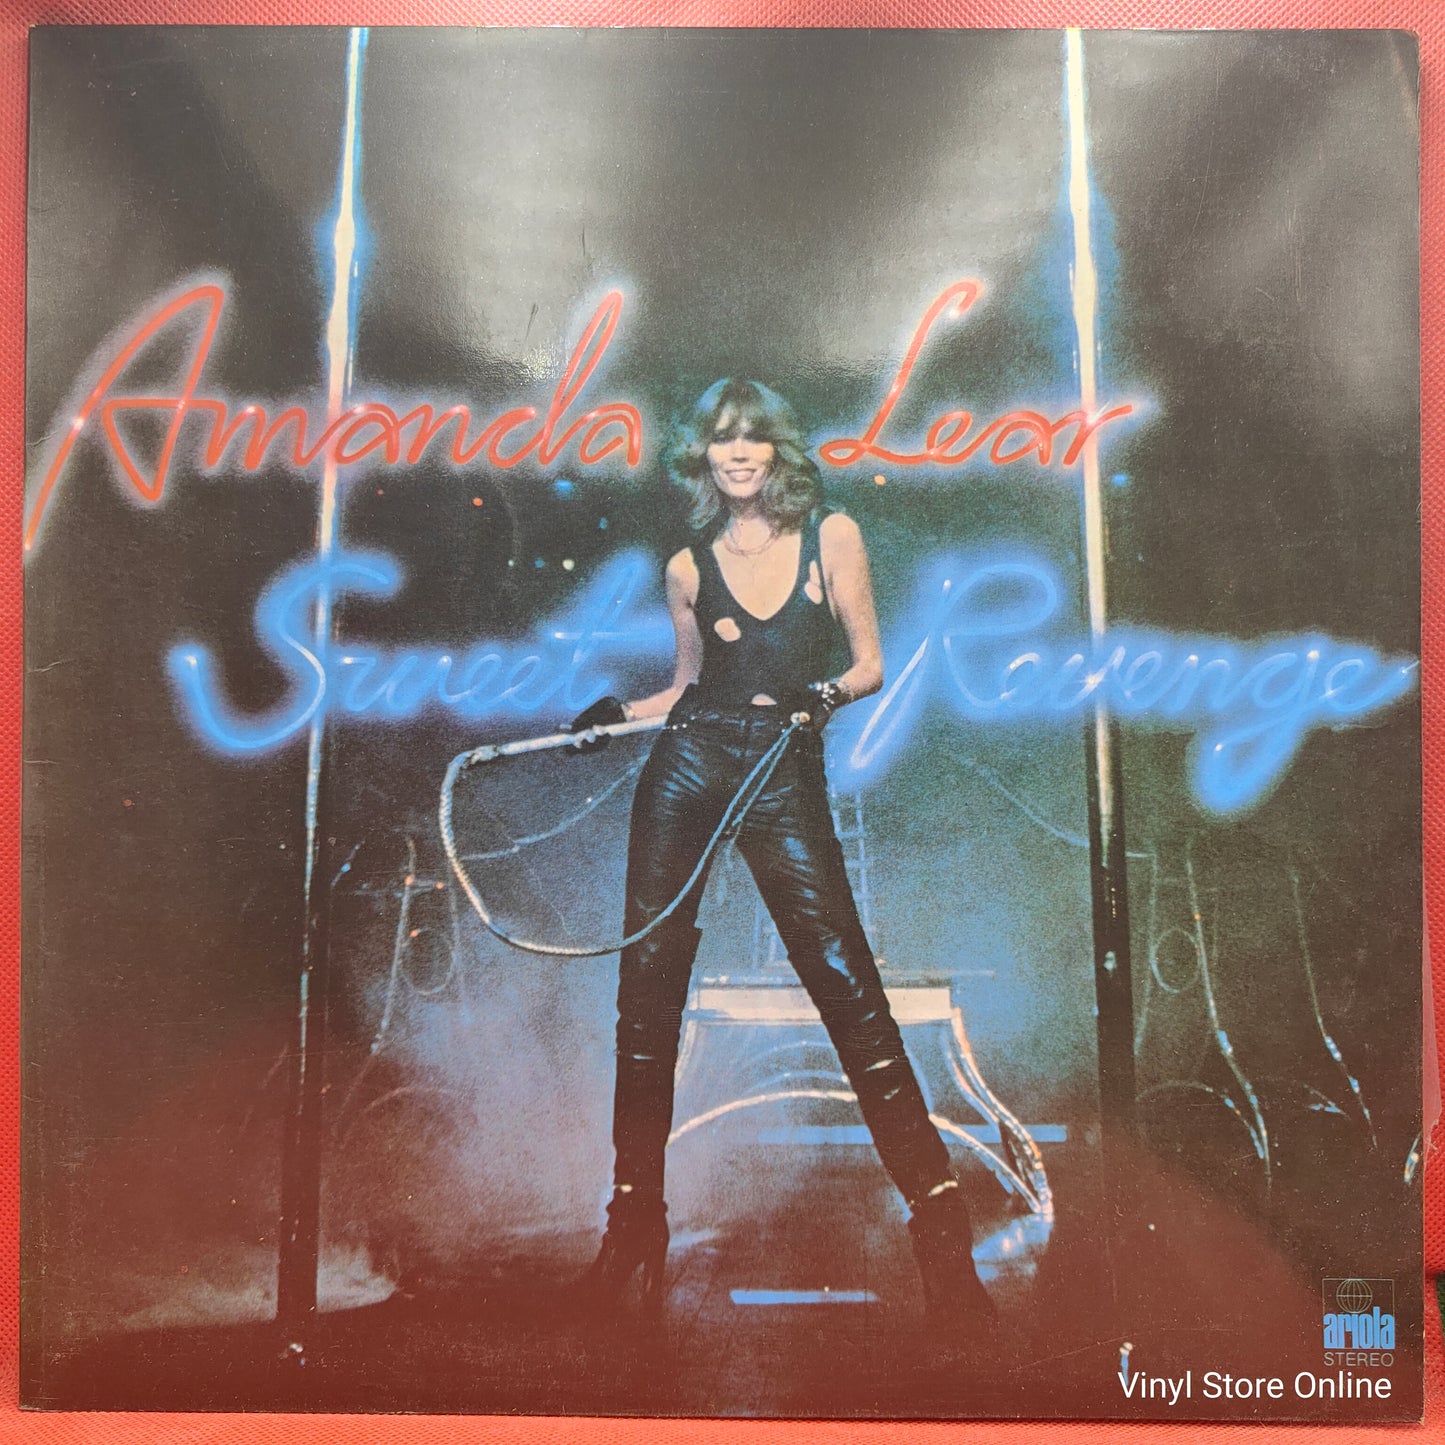 Amanda Lear
Sweet Revenge
ariola
STEREO
Vinyl Store Online